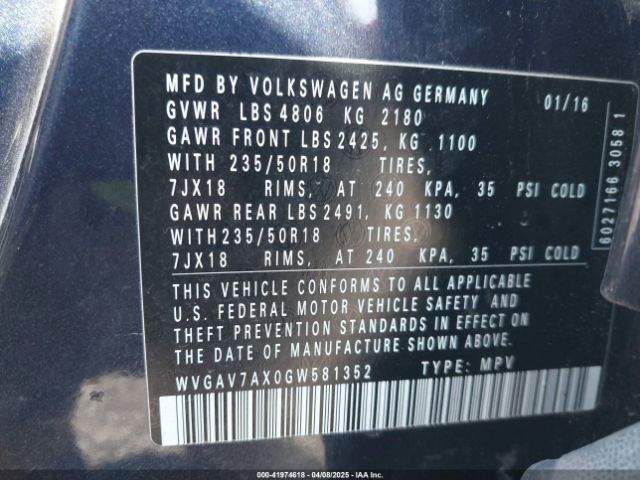 MFD BY VOLKSWAGEN AG GERMANY 01/16
GVWR LBS 4806 KG 2180
GAWR FRONT LBS 2425, KG 1100
WITH 235/50R18 TIRES,
7JX18 RIMS, AT 240 KPA, 35 PSI COLD
GAWR REAR LBS 2491, KG 1130
WITH235/50R18 TIRES,
7JX18 RIMS, AT 240 KPA, 35 PSI COLD
THIS VEHICLE CONFORMS TO ALL APPLICABLE
U.S. FEDERAL MOTOR VEHICLE SAFETY AND
THEFT PREVENTION STANDARDS IN EFFECT ON
THE DATE OF MANUFACTURE SHOWN ABOVE.
WVGAV7AX0GW581352 TYPE: MPV
6027166 3058 1
000-41974618 - 04/08/2025 - IAA Inc.